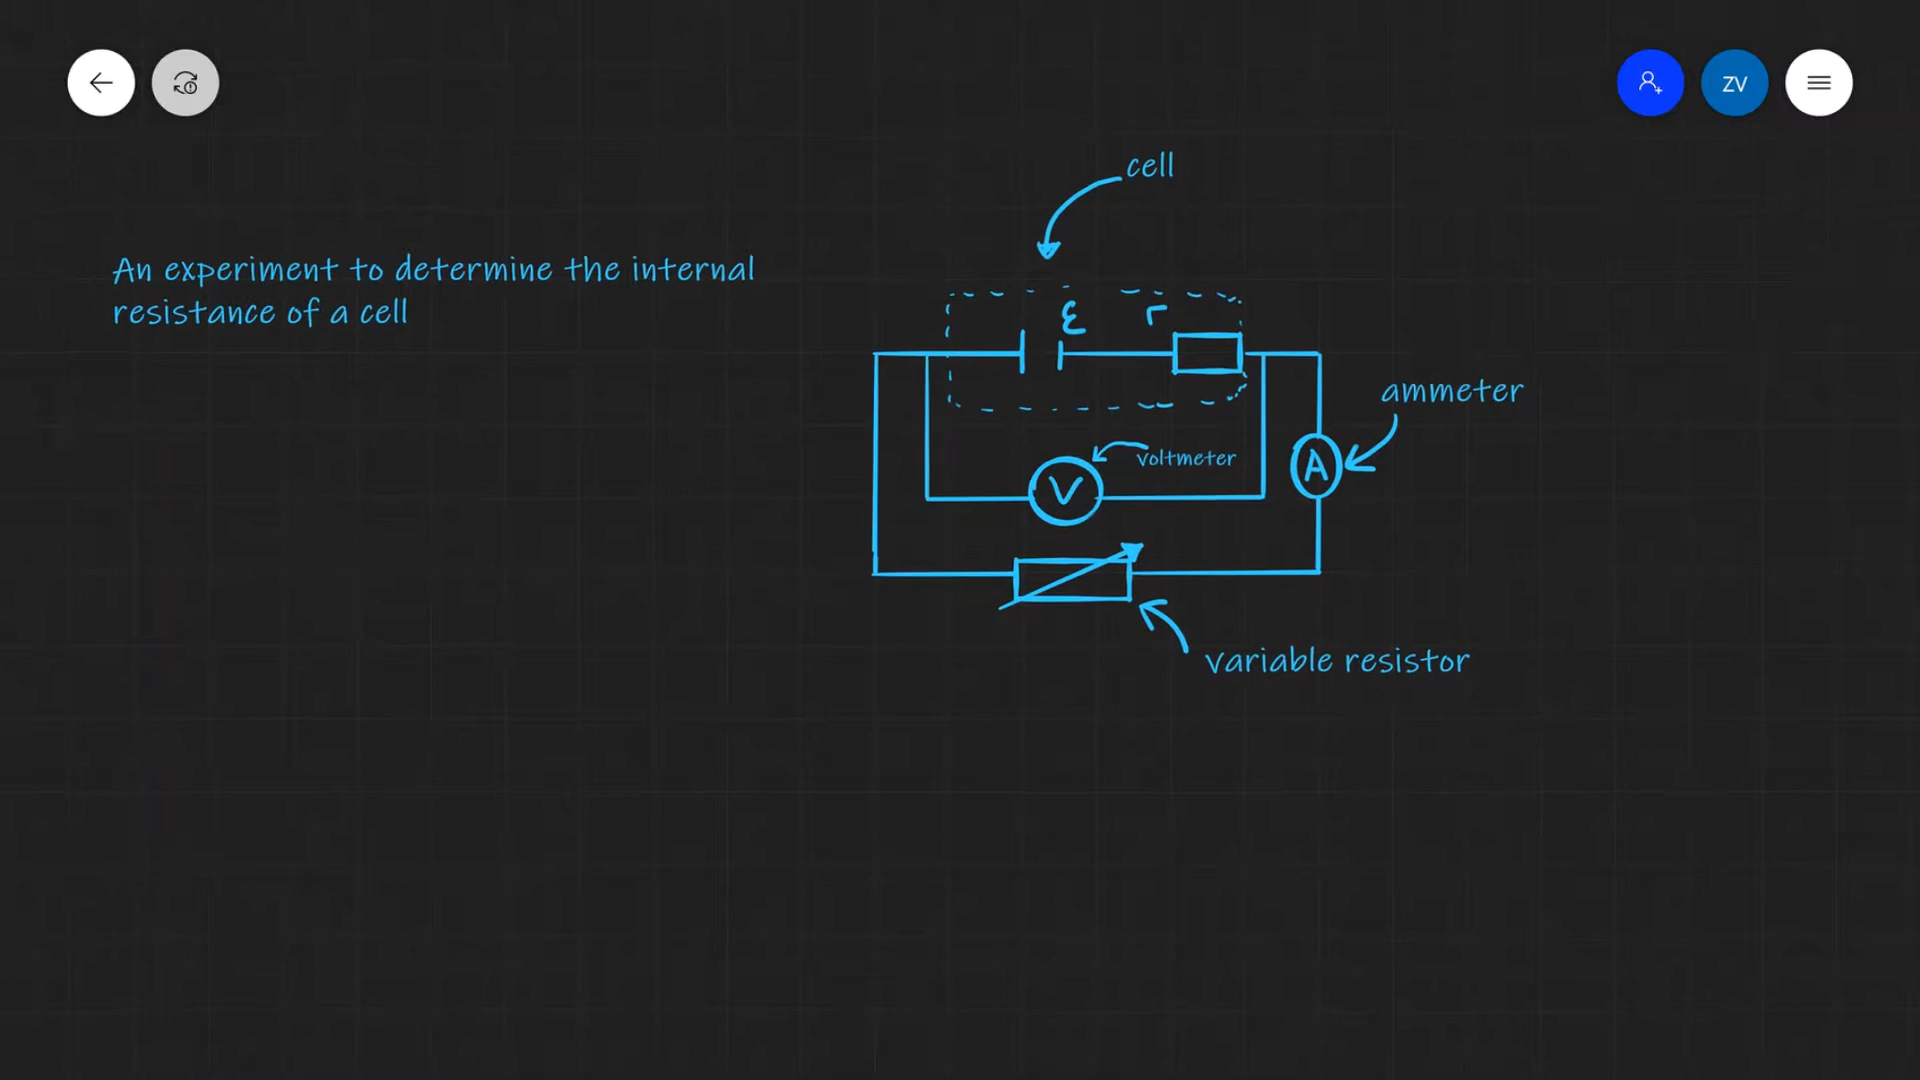 ZV
cell
An experiment to determine the internal
resistance of a cell
ε r
ammeter
voltmeter
A
V
variable resistor